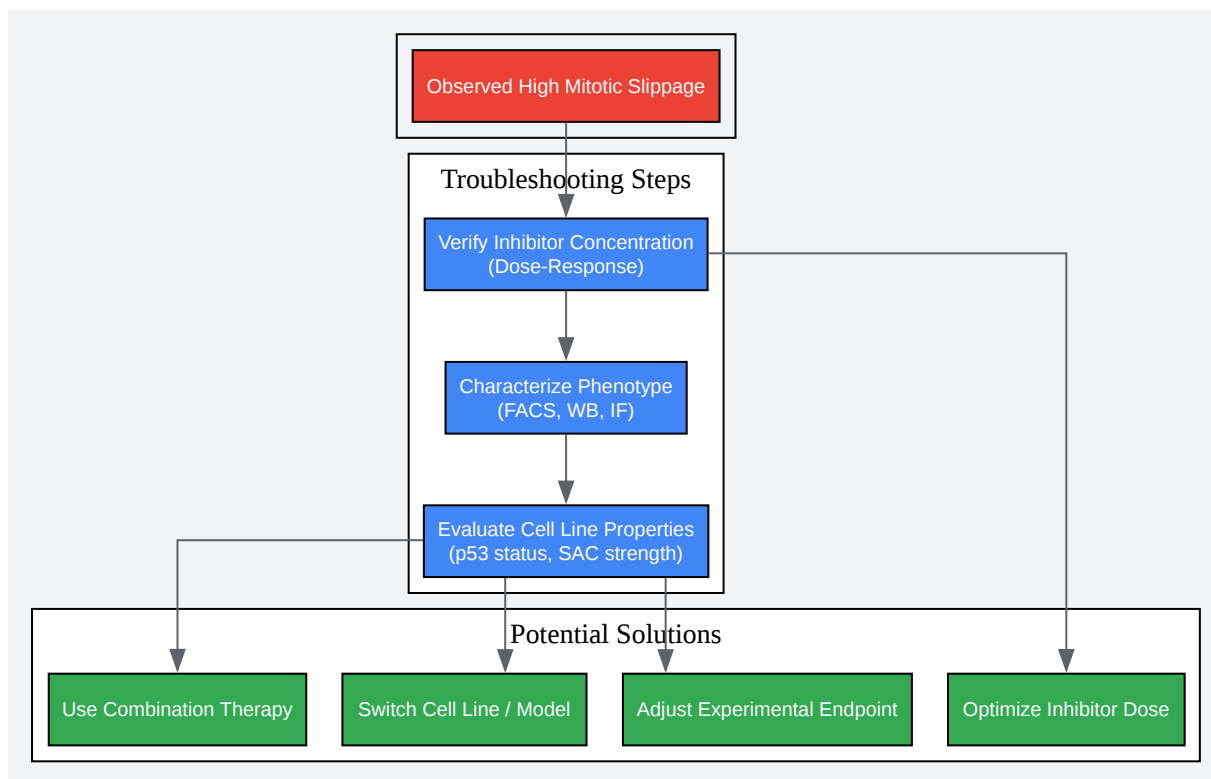 Observed High Mitotic Slippage
Troubleshooting Steps
Verify Inhibitor Concentration
(Dose-Response)
Characterize Phenotype
(FACS, WB, IF)
Evaluate Cell Line Properties
(p53 status, SAC strength)
Potential Solutions
Use Combination Therapy
Switch Cell Line / Model
Adjust Experimental Endpoint
Optimize Inhibitor Dose